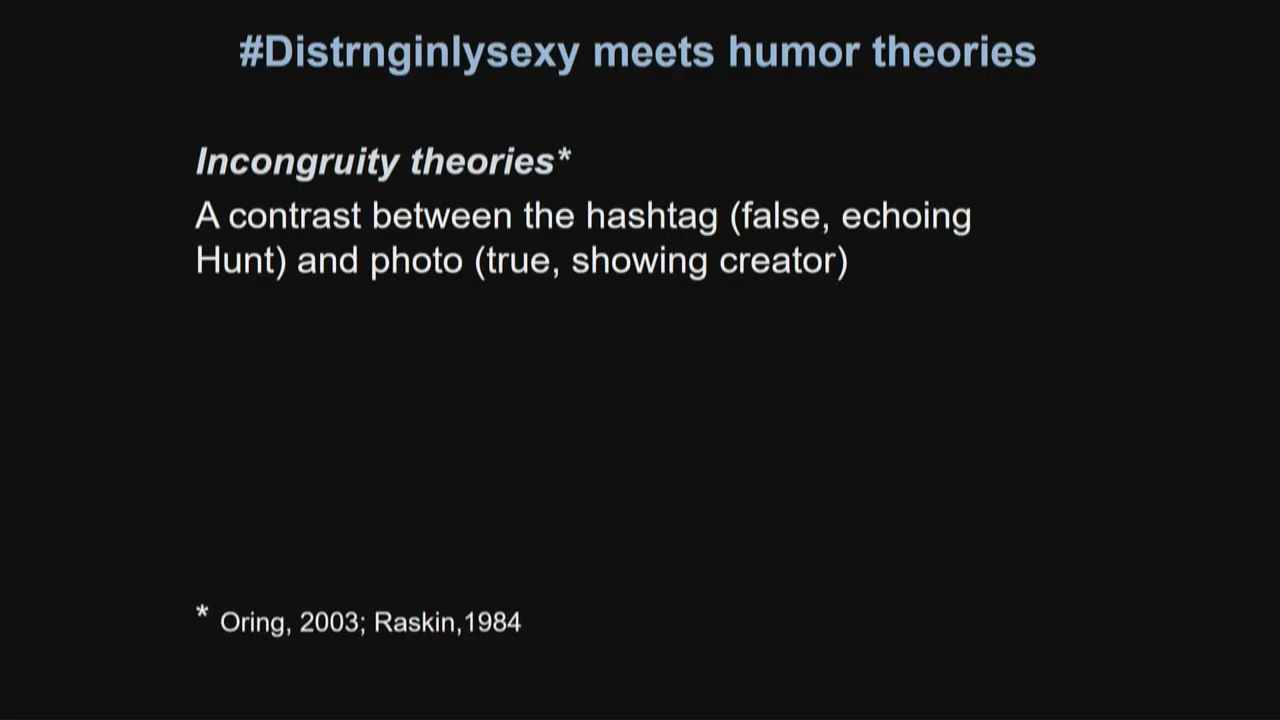 #Distrnginlysexy meets humor theories
Incongruity theories*
A contrast between the hashtag (false, echoing
Hunt) and photo (true, showing creator)
* Oring, 2003; Raskin,1984